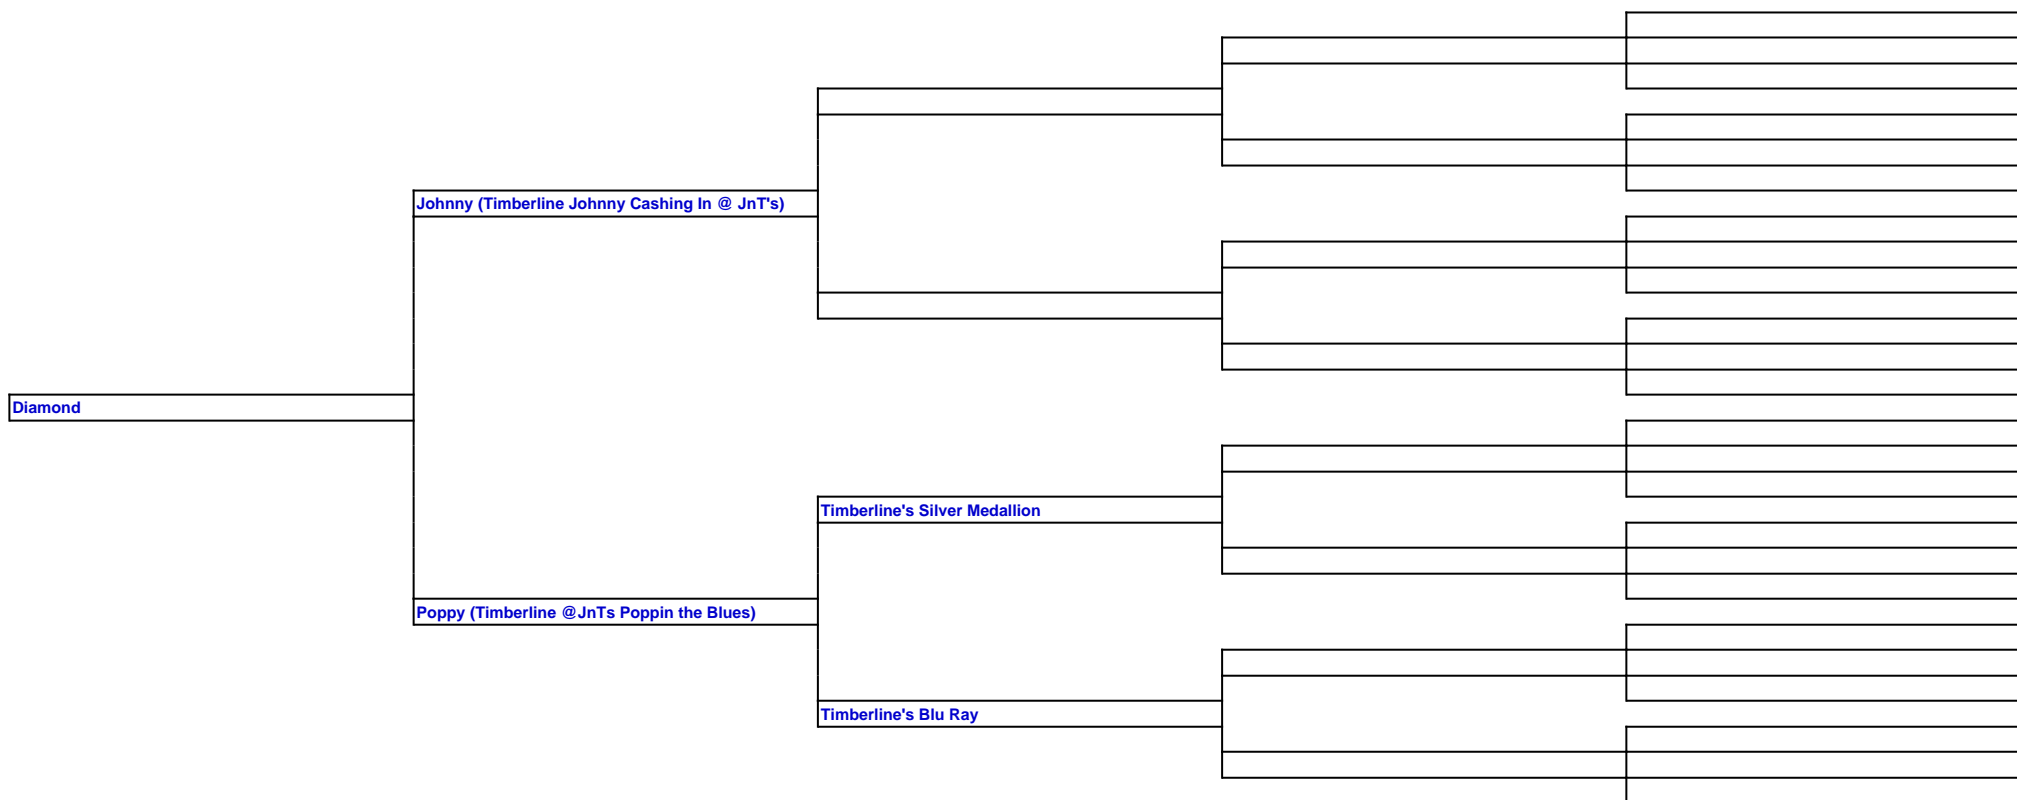 Johnny (Timberline Johnny Cashing In @ JnT's)
Diamond
Timberline's Silver Medallion
Poppy (Timberline @JnTs Poppin the Blues)
Timberline's Blu Ray